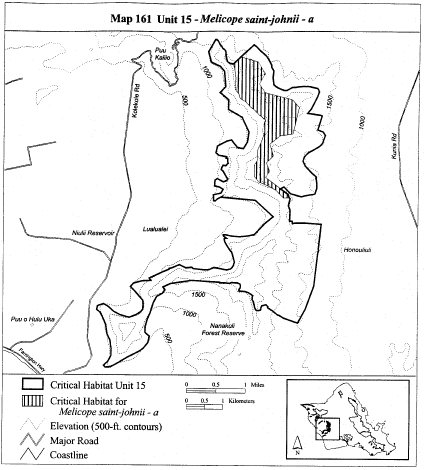 Map 161 Unit 15 - Melicope saint-johnii - a
Puu
Kailio
Kolekole Rd
1000
500
1500
1000
Kunia Rd
Niulii Reservoir
Lualualei
Honouliuli
Puu o Hulu Uka
Farrington Hwy
1500
1000
500
Nanakuli
Forest Reserve
Critical Habitat Unit 15
Critical Habitat for
Melicope saint-johnii - a
Elevation (500-ft. contours)
Major Road
Coastline
0 0.5 1 Miles
0 0.5 1 Kilometers
N